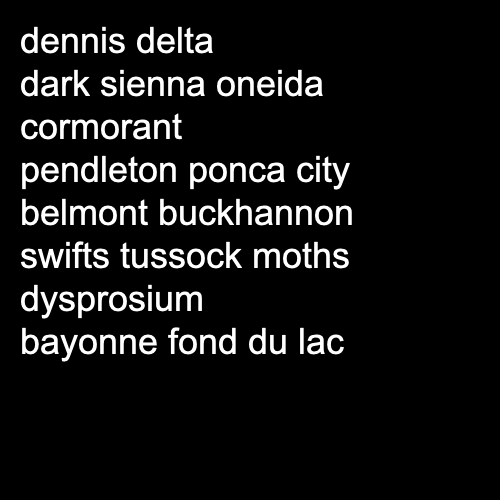 dennis delta
dark sienna oneida
cormorant
pendleton ponca city
belmont buckhannon
swifts tussock moths
dysprosium
bayonne fond du lac